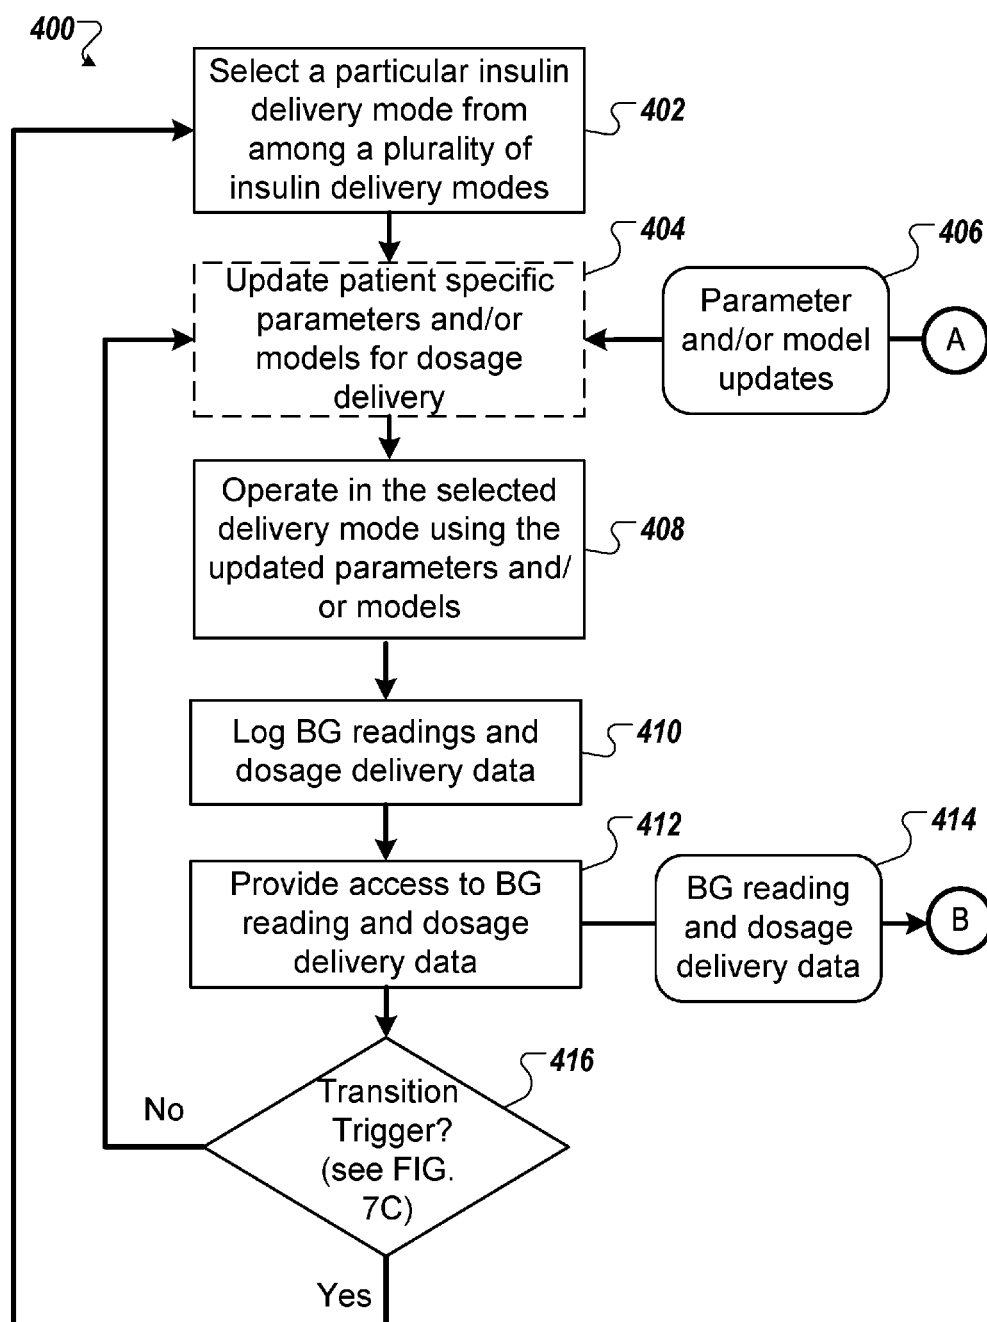 400
Select a particular insulin
delivery mode from
among a plurality of
insulin delivery modes
402
404
Update patient specific
parameters and/or
models for dosage
delivery
406
Parameter
and/or model
updates
A
Operate in the selected
delivery mode using the
updated parameters and/
or models
408
Log BG readings and
dosage delivery data
410
412
Provide access to BG
reading and dosage
delivery data
414
BG reading
and dosage
delivery data
B
416
Transition
Trigger?
(see FIG.
7C)
No
Yes